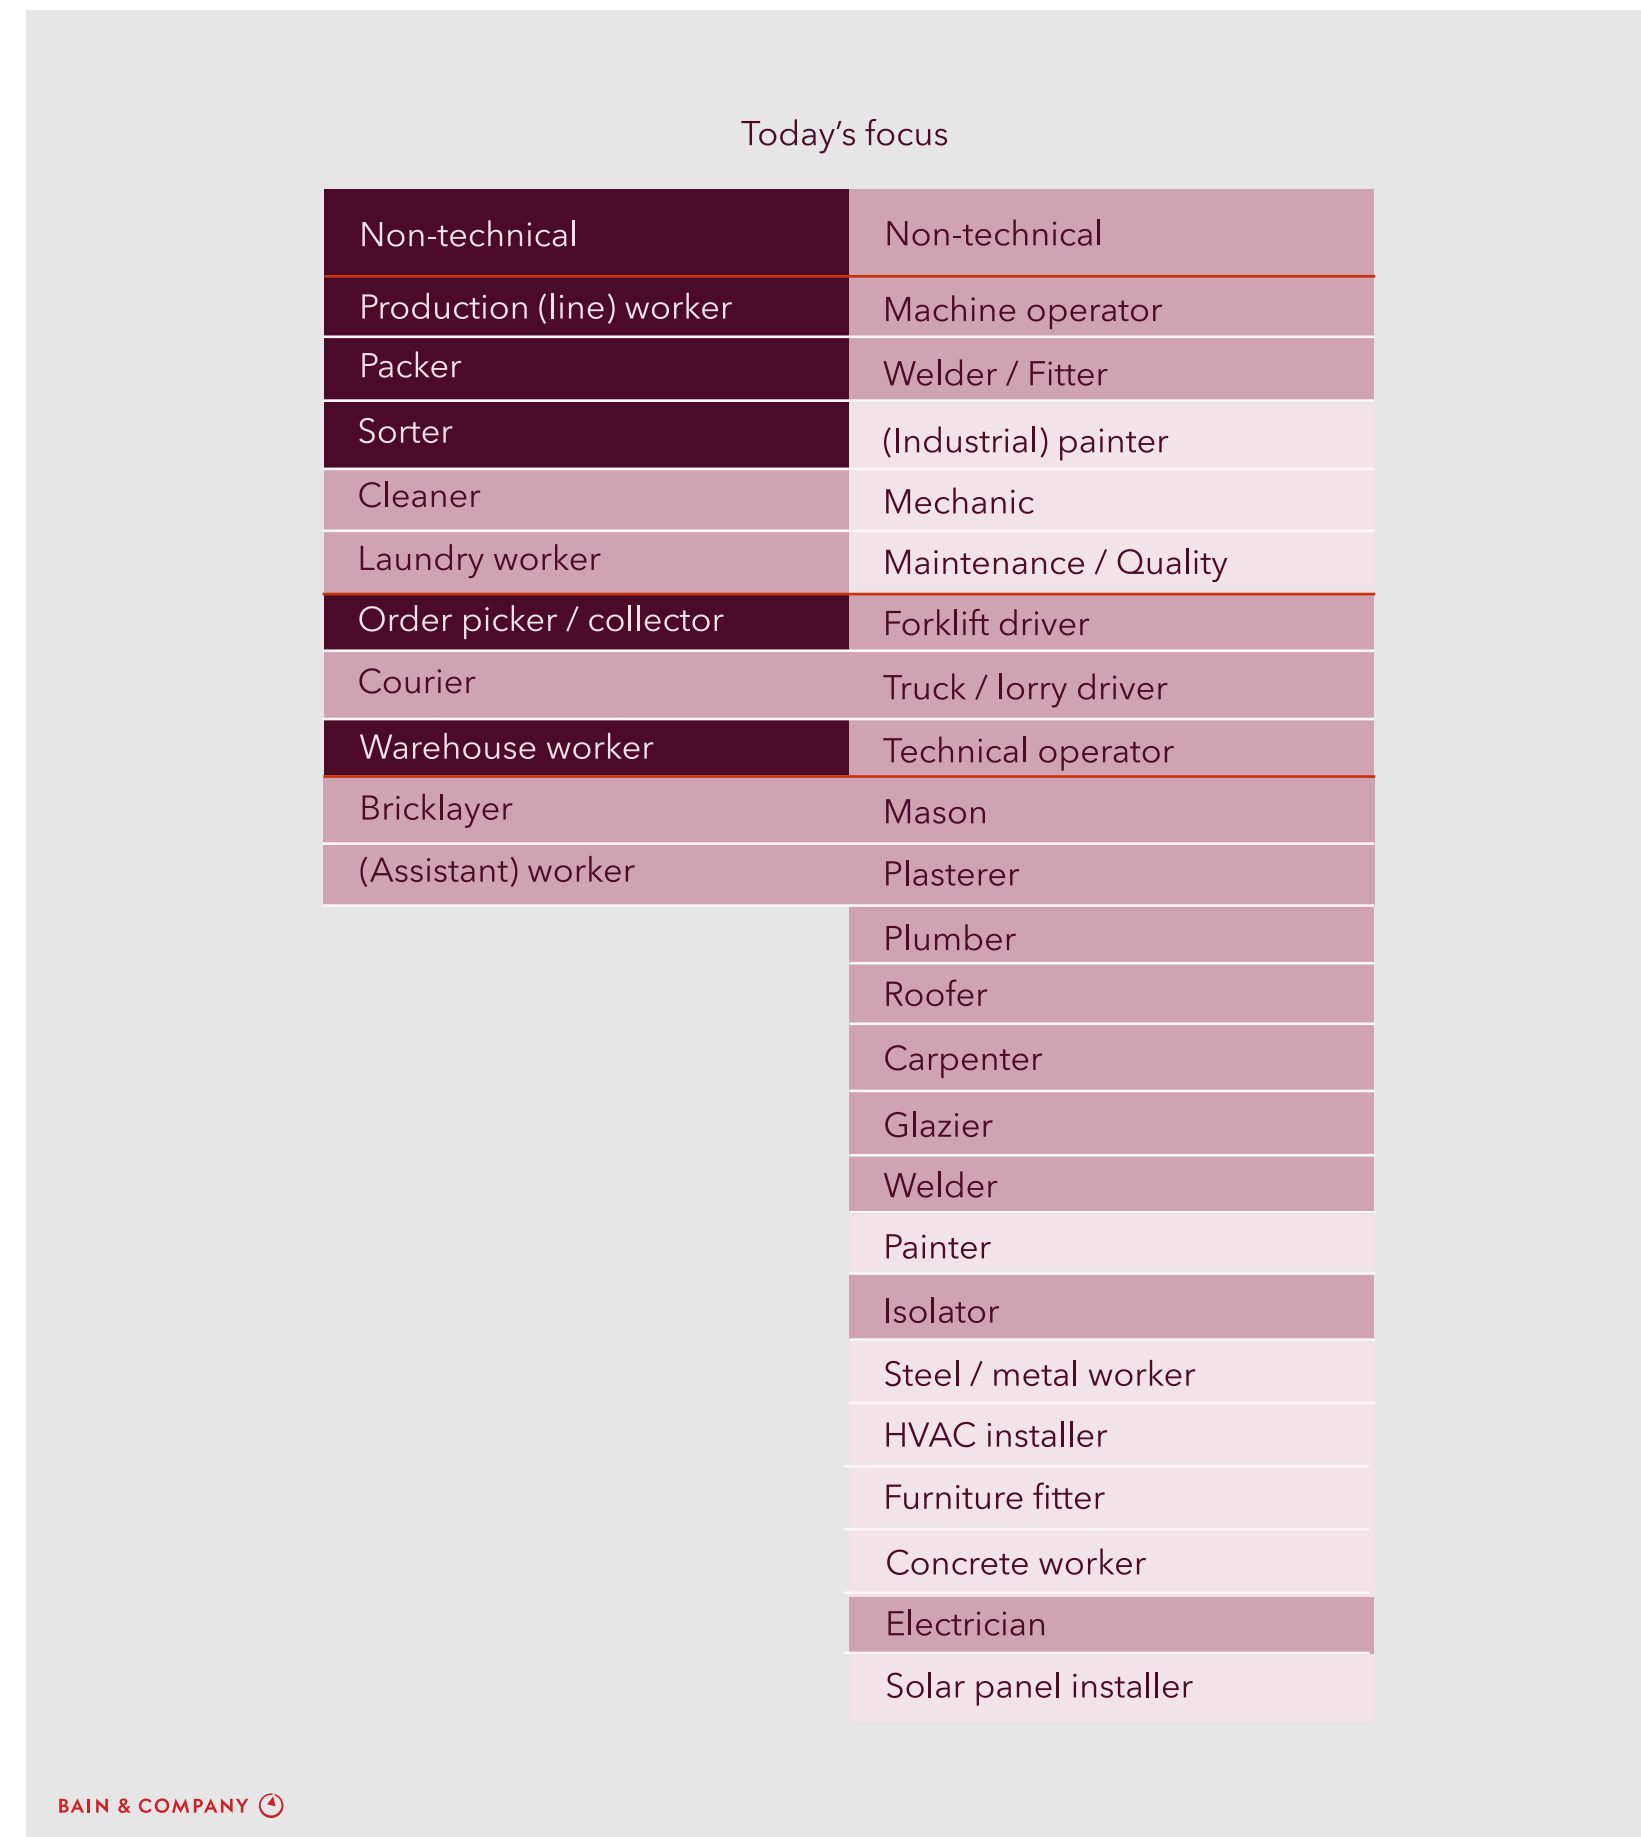 Today's focus
Non-technical
Non-technical
Production (line) worker
Machine operator
Packer
Welder / Fitter
Sorter
(Industrial) painter
Cleaner
Mechanic
Laundry worker
Maintenance / Quality
Order picker / collector
Forklift driver
Courier
Truck / lorry driver
Warehouse worker
Technical operator
Bricklayer
Mason
(Assistant) worker
Plasterer
Plumber
Roofer
Carpenter
Glazier
Welder
Painter
Isolator
Steel / metal worker
HVAC installer
Furniture fitter
Concrete worker
Electrician
Solar panel installer
BAIN & COMPANY